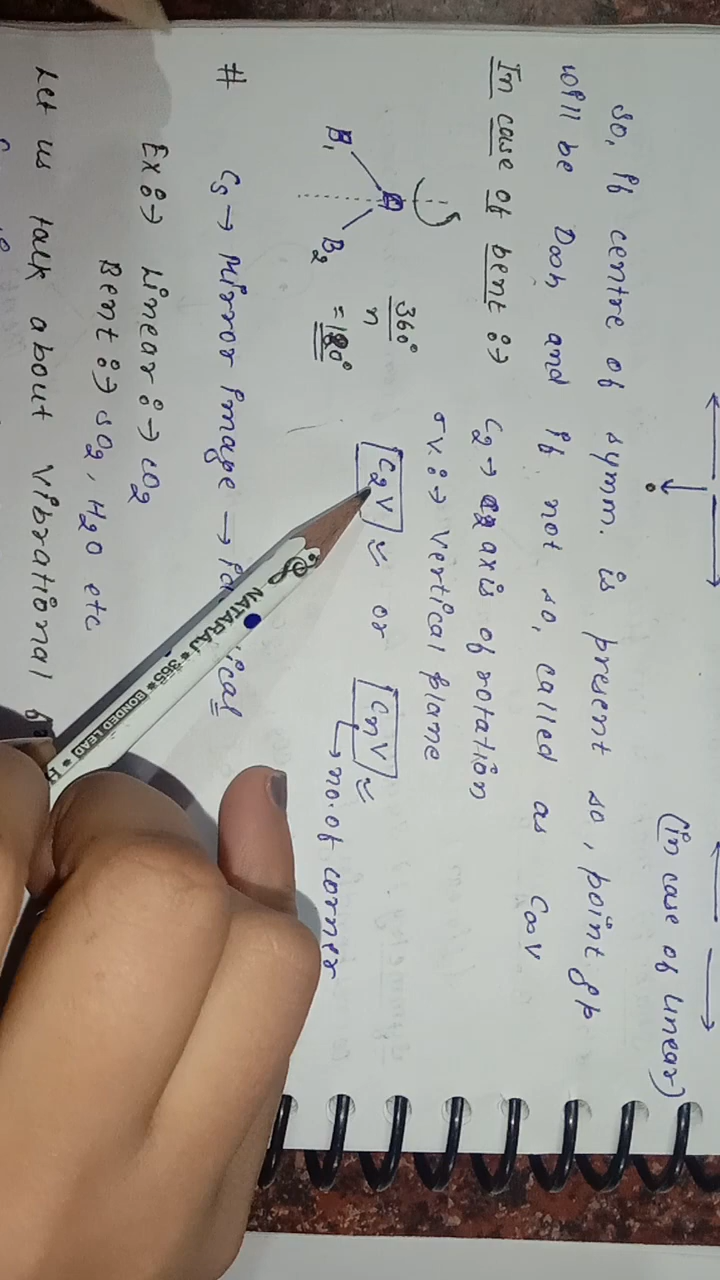 (in case of linear)
so, if centre of symm. is present so, point gp
will be D∞h and if not so, called as C∞v
In case of bent :→ C2 → C2 axis of rotation
σv :→ vertical plane
A
B1 B2
360°
n
= 180°
C2V or CnV
→ no. of corner
# Cs → Mirror image →
Ex :→ Linear :→ CO2
Bent :→ SO2, H2O etc
Let us talk about vibrational
NATARAJ 365 BONDED LEAD